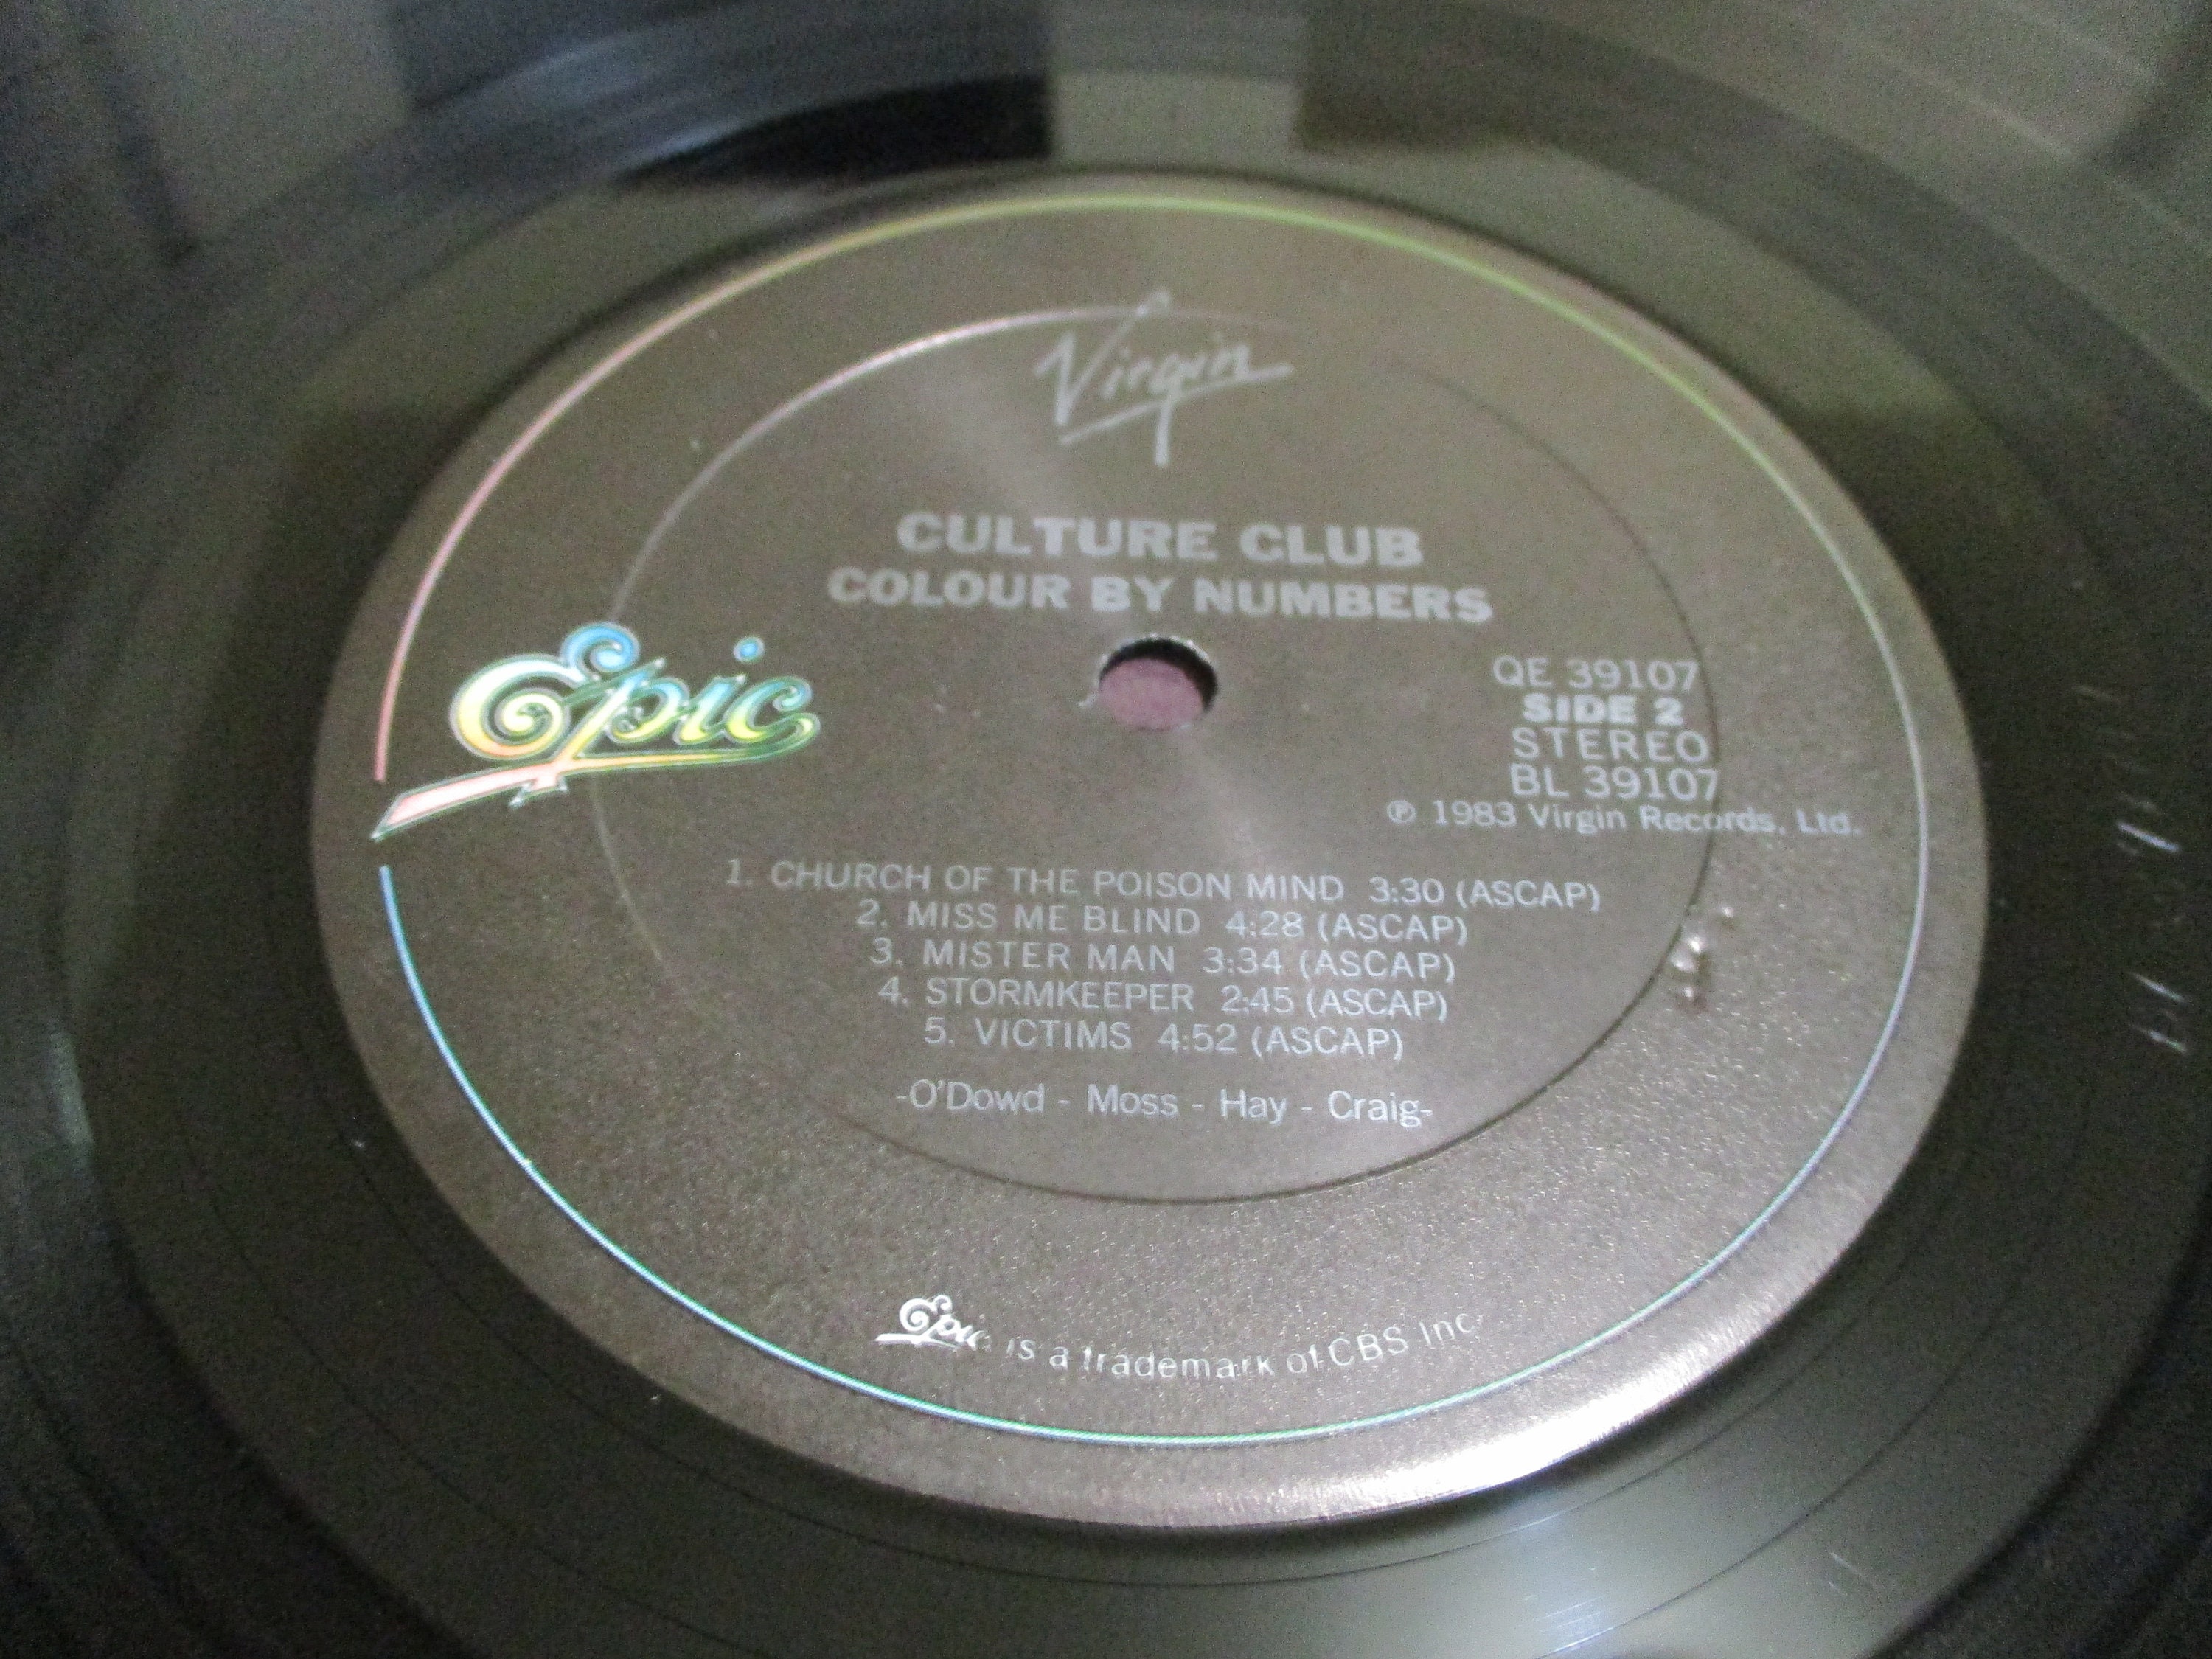 Virgin
CULTURE CLUB
COLOUR BY NUMBERS
Epic
QE 39107
SIDE 2
STEREO
BL 39107
℗ 1983 Virgin Records, Ltd.
1. CHURCH OF THE POISON MIND 3:30 (ASCAP)
2. MISS ME BLIND 4:28 (ASCAP)
3. MISTER MAN 3:34 (ASCAP)
4. STORMKEEPER 2:45 (ASCAP)
5. VICTIMS 4:52 (ASCAP)
-O'Dowd - Moss - Hay - Craig-
Epic is a trademark of CBS Inc.